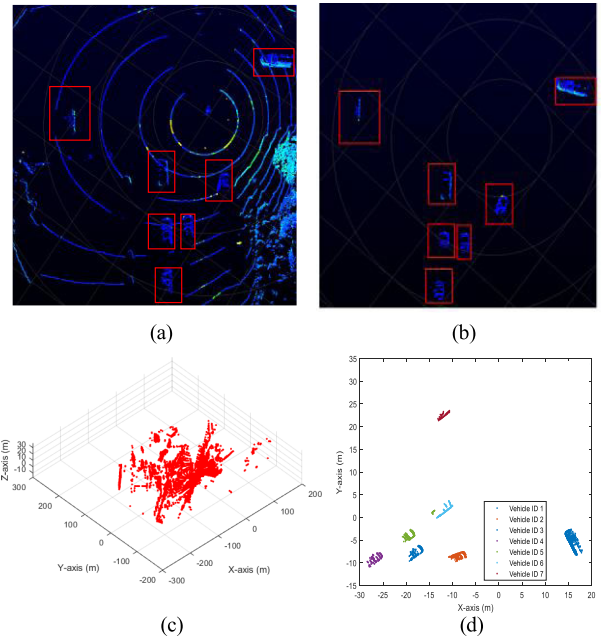 (a)
(b)
30
20
10
0
-10
Z-axis (m)
300
200
100
0
-100
-200
Y-axis (m)
-300
-200
-100
0
100
200
X-axis (m)
(c)
35
30
25
20
15
10
5
0
-5
-10
-15
Y-axis (m)
-30
-25
-20
-15
-10
-5
0
5
10
15
20
X-axis (m)
Vehicle ID 1
Vehicle ID 2
Vehicle ID 3
Vehicle ID 4
Vehicle ID 5
Vehicle ID 6
Vehicle ID 7
(d)